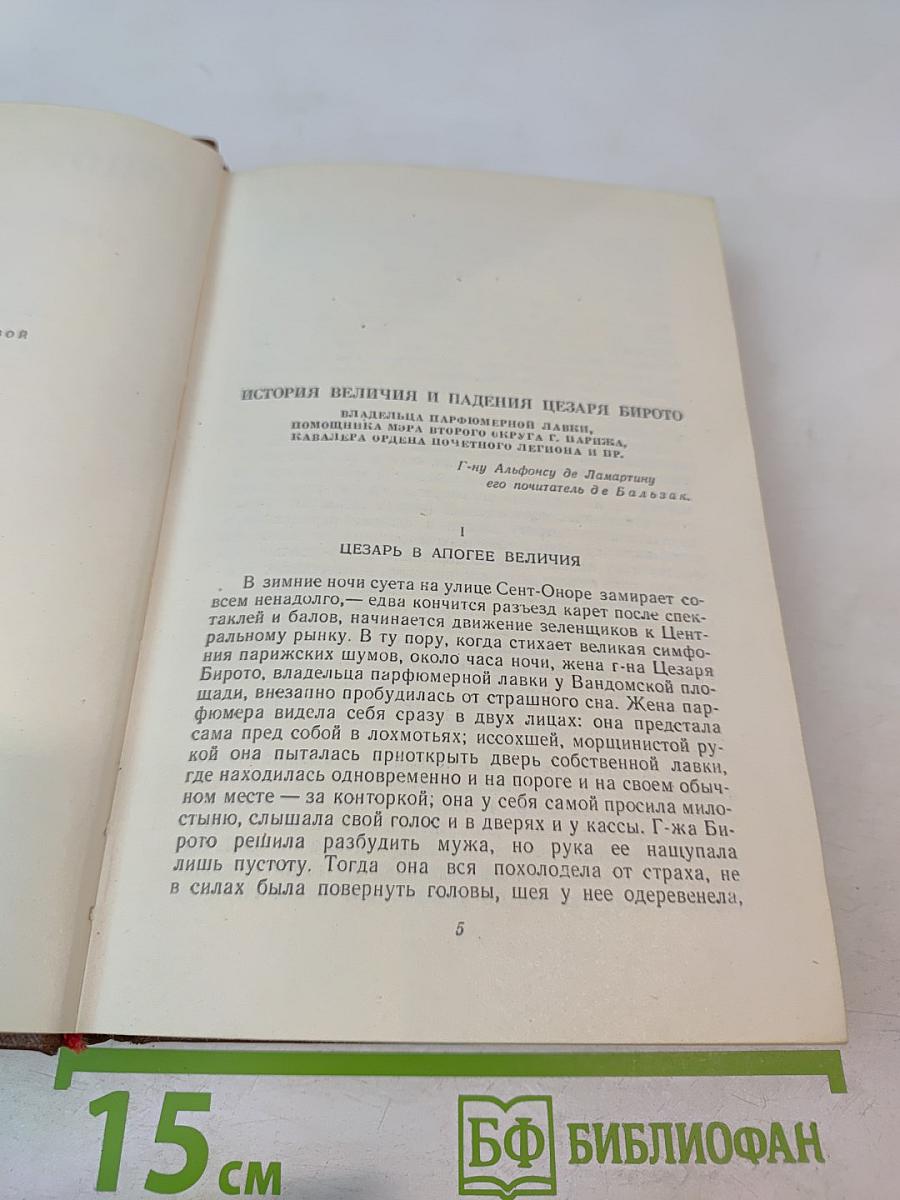 вой
ИСТОРИЯ ВЕЛИЧИЯ И ПАДЕНИЯ ЦЕЗАРЯ БИРОТО
ВЛАДЕЛЬЦА ПАРФЮМЕРНОЙ ЛАВКИ,
ПОМОЩНИКА МЭРА ВТОРОГО ОКРУГА Г. ПАРИЖА,
КАВАЛЕРА ОРДЕНА ПОЧЕТНОГО ЛЕГИОНА И ПР.
Г-ну Альфонсу де Ламартину
его почитатель де Бальзак.
I
ЦЕЗАРЬ В АПОГЕЕ ВЕЛИЧИЯ
В зимние ночи суета на улице Сент-Оноре замирает со-
всем ненадолго,— едва кончится разъезд карет после спек-
таклей и балов, начинается движение зеленщиков к Цент-
ральному рынку. В ту пору, когда стихает великая симфо-
ния парижских шумов, около часа ночи, жена г-на Цезаря
Бирото, владельца парфюмерной лавки у Вандомской пло-
щади, внезапно пробудилась от страшного сна. Жена пар-
фюмера видела себя сразу в двух лицах: она предстала
сама пред собой в лохмотьях; иссохшей, морщинистой ру-
кой она пыталась приоткрыть дверь собственной лавки,
где находилась одновременно и на пороге и на своем обыч-
ном месте — за конторкой; она у себя самой просила мило-
стыню, слышала свой голос и в дверях и у кассы. Г-жа Би-
рото решила разбудить мужа, но рука ее нащупала
лишь пустоту. Тогда она вся похолодела от страха, не
в силах была повернуть головы, шея у нее одеревенела,
5
15 см
БФ БИБЛИОФАН